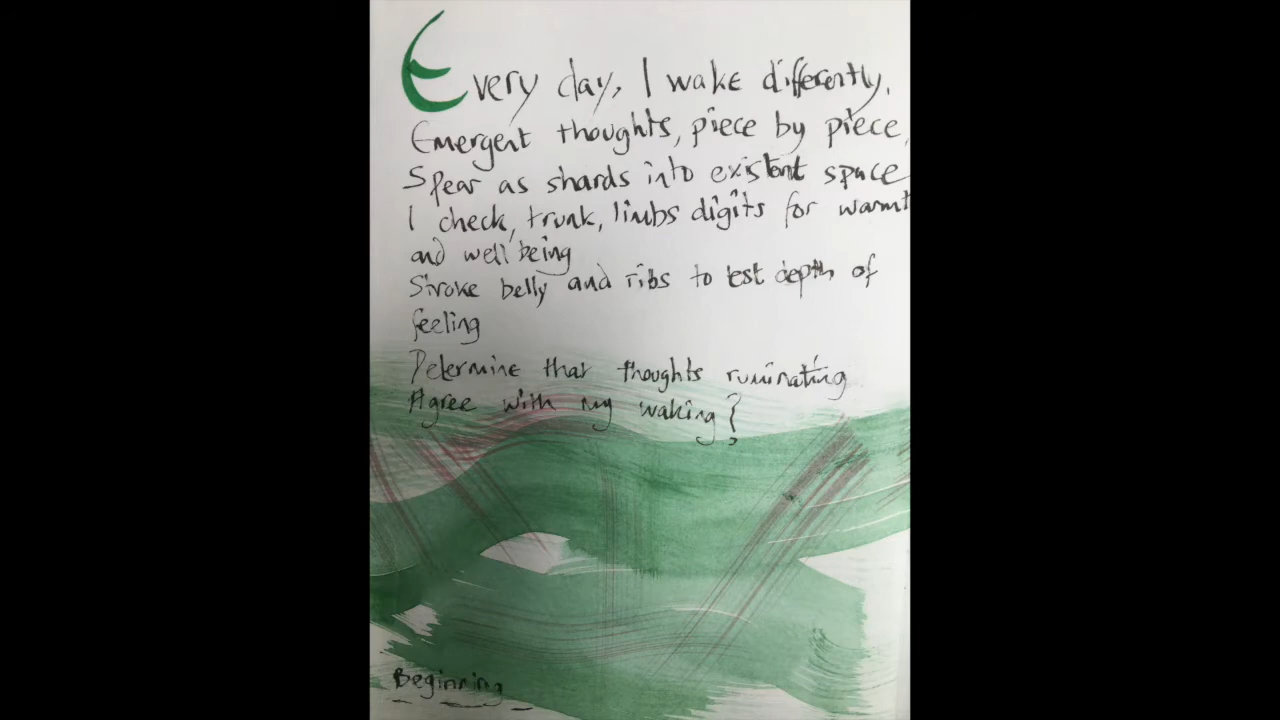 Every day, I wake differently,
Emergent thoughts, piece by piece,
Spear as shards into existent space
I check, trunk, limbs digits for warmt
and well being
Stroke belly and ribs to test depth of
feeling
Determine that thoughts ruminating
Agree with my waking?
Beginning